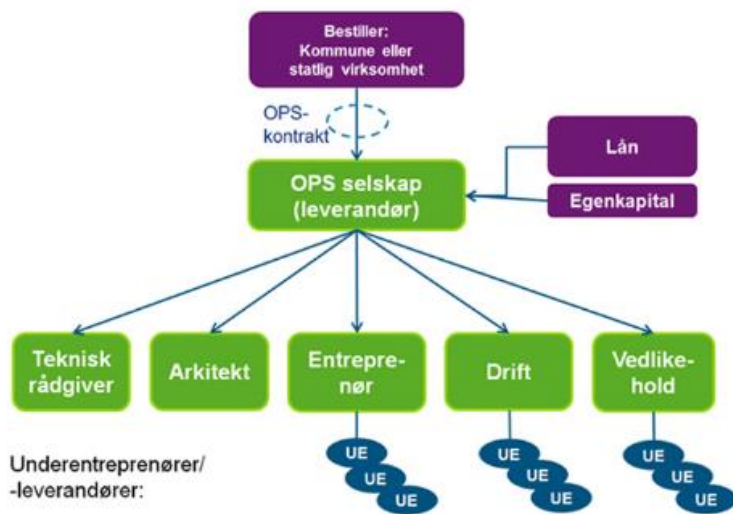 Bestiller:
Kommune eller
statlig virksomhet
OPS-
kontrakt
Lån
OPS selskap
(leverandør)
Egenkapital
Teknisk
rådgiver
Arkitekt
Entrepre-
nør
Drift
Vedlike-
hold
Underentreprenører/
-leverandører:
UE
UE
UE
UE
UE
UE
UE
UE
UE